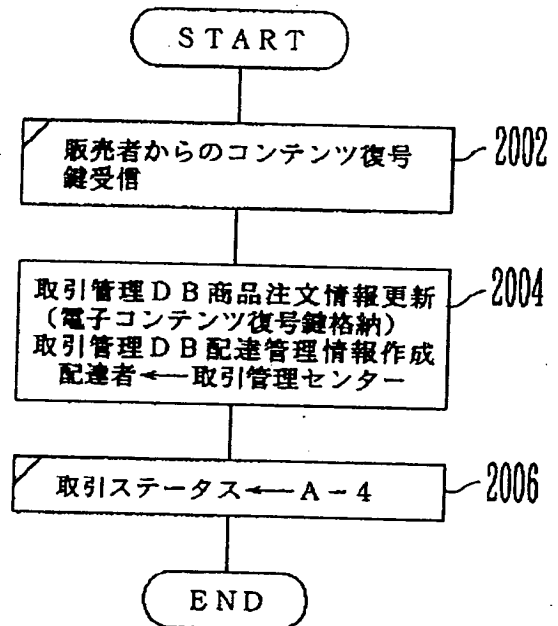 START
販売者からのコンテンツ復号
鍵受信
2002
取引管理DB商品注文情報更新
(電子コンテンツ復号鍵格納)
取引管理DB配達管理情報作成
配達者←取引管理センター
2004
取引ステータス←A-4
2006
END